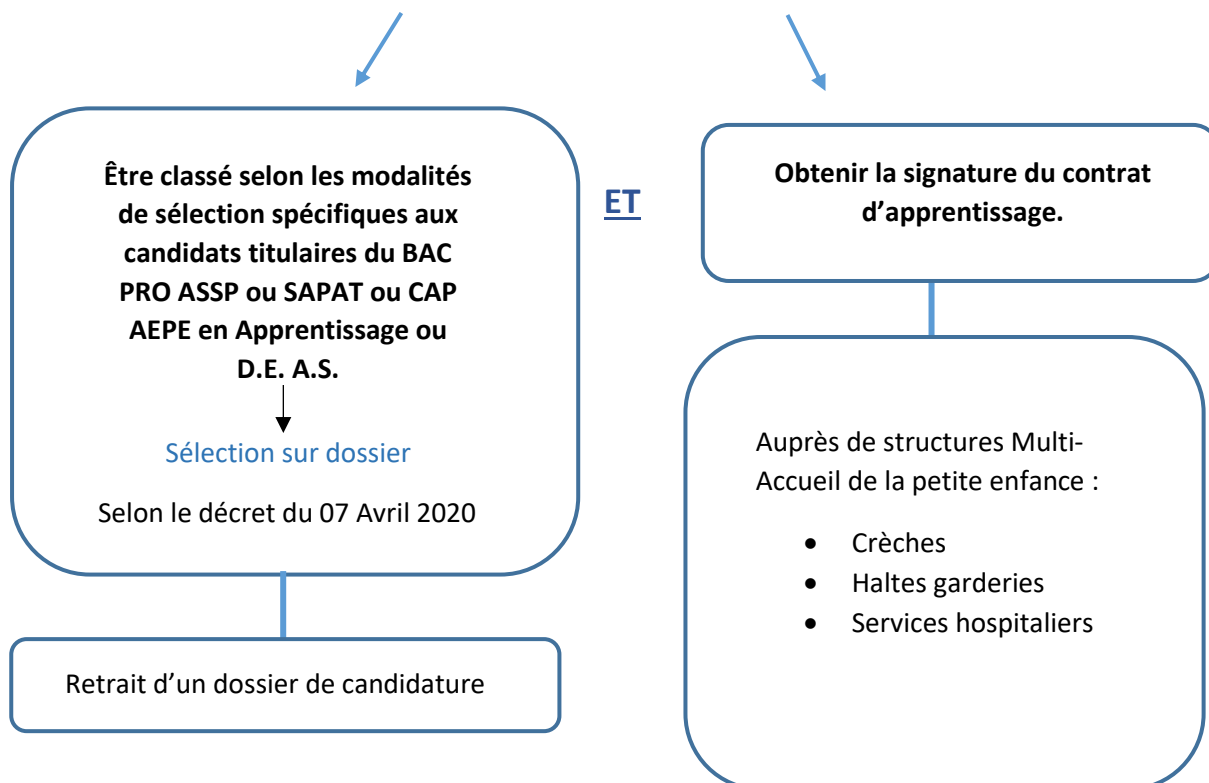 Être classé selon les modalités
de sélection spécifiques aux
candidats titulaires du BAC
PRO ASSP ou SAPAT ou CAP
AEPE en Apprentissage ou
D.E. A.S.
Sélection sur dossier
Selon le décret du 07 Avril 2020
Retrait d’un dossier de candidature
ET
Obtenir la signature du contrat
d’apprentissage.
Auprès de structures Multi-
Accueil de la petite enfance :
• Crèches
• Haltes garderies
• Services hospitaliers